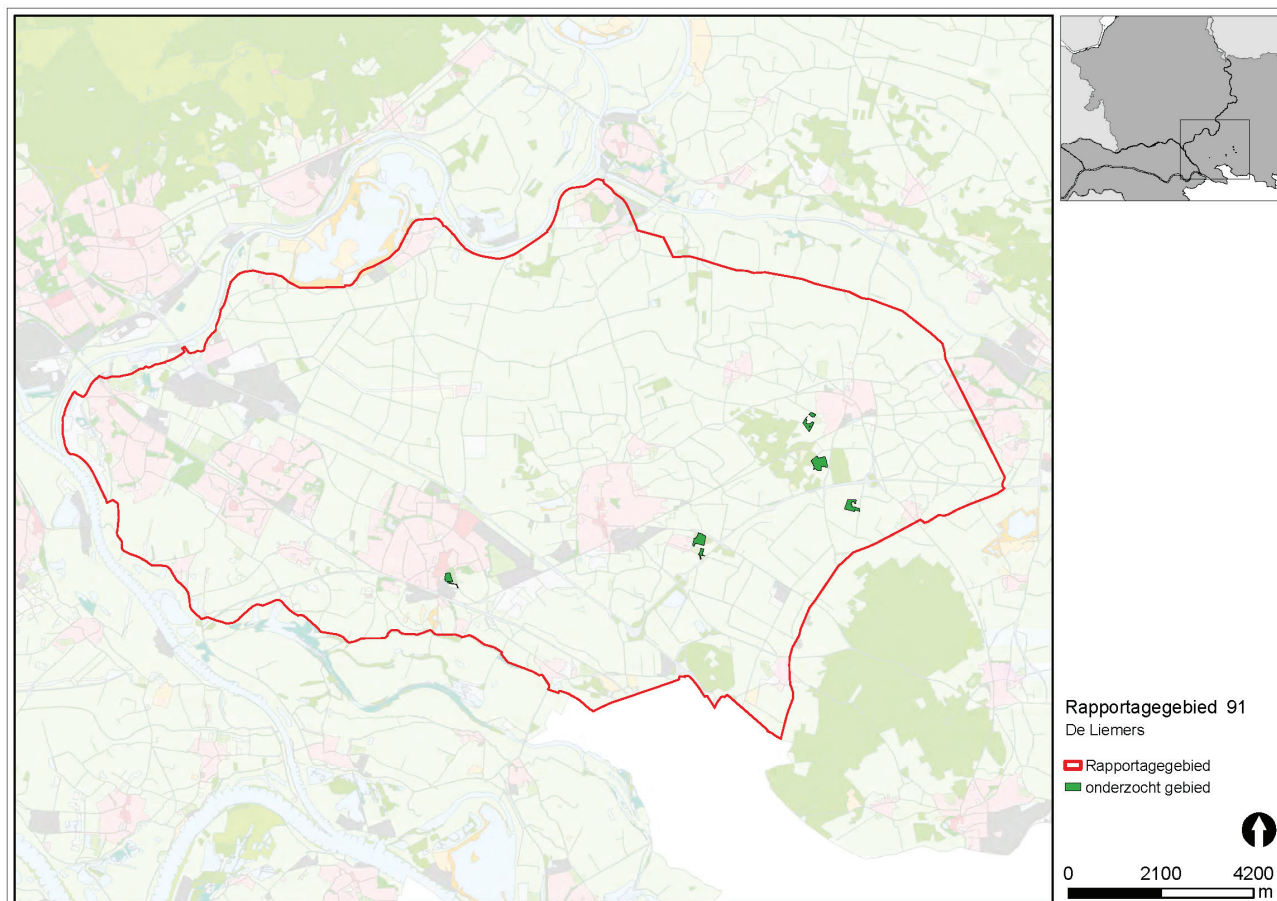 Rapportagegebied 91
De Liemers
Rapportagegebied
onderzocht gebied
0 2100 4200
m